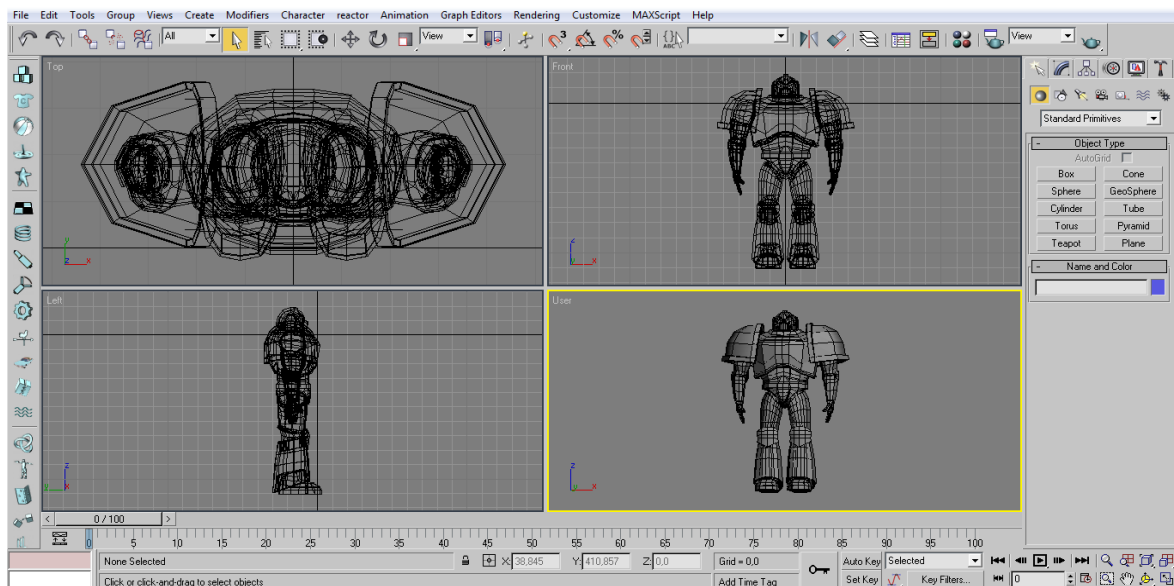 File Edit Tools Group Views Create Modifiers Character reactor Animation Graph Editors Rendering Customize MAXScript Help
All View 3 % ABC View
Top
Front
Standard Primitives
- Object Type
AutoGrid
Box Cone
Sphere GeoSphere
Cylinder Tube
Torus Pyramid
Teapot Plane
- Name and Color
y
z x
z
x
Left
User
z
y x
z
y x
< 0 / 100 >
0 5 10 15 20 25 30 35 40 45 50 55 60 65 70 75 80 85 90 95 100
None Selected X: 38,845 Y: 410,857 Z: 0,0 Grid = 0,0 Auto Key Selected
Click or click-and-drag to select objects Add Time Tag Set Key Key Filters... 0